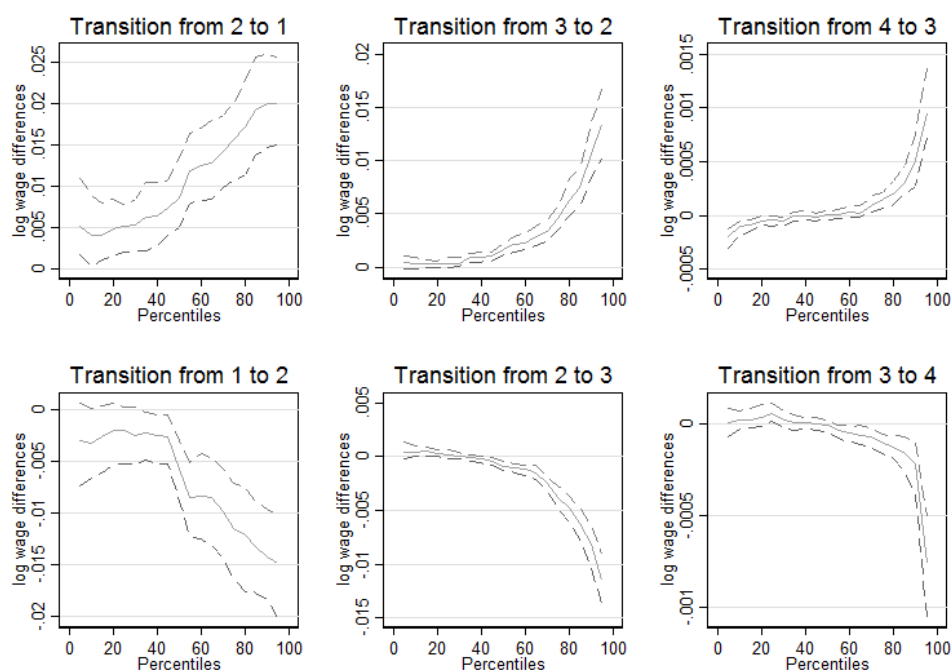 Transition from 2 to 1
log wage differences
0 .005 .01 .015 .02 .025
0 20 40 60 80 100
Percentiles
Transition from 3 to 2
log wage differences
0 .005 .01 .015 .02
0 20 40 60 80 100
Percentiles
Transition from 4 to 3
log wage differences
-.0005 0 .0005 .001 .0015
0 20 40 60 80 100
Percentiles
Transition from 1 to 2
log wage differences
-.02 -.015 -.01 -.005 0
0 20 40 60 80 100
Percentiles
Transition from 2 to 3
log wage differences
-.015 -.01 -.005 0 .005
0 20 40 60 80 100
Percentiles
Transition from 3 to 4
log wage differences
-.001 -.0005 0
0 20 40 60 80 100
Percentiles